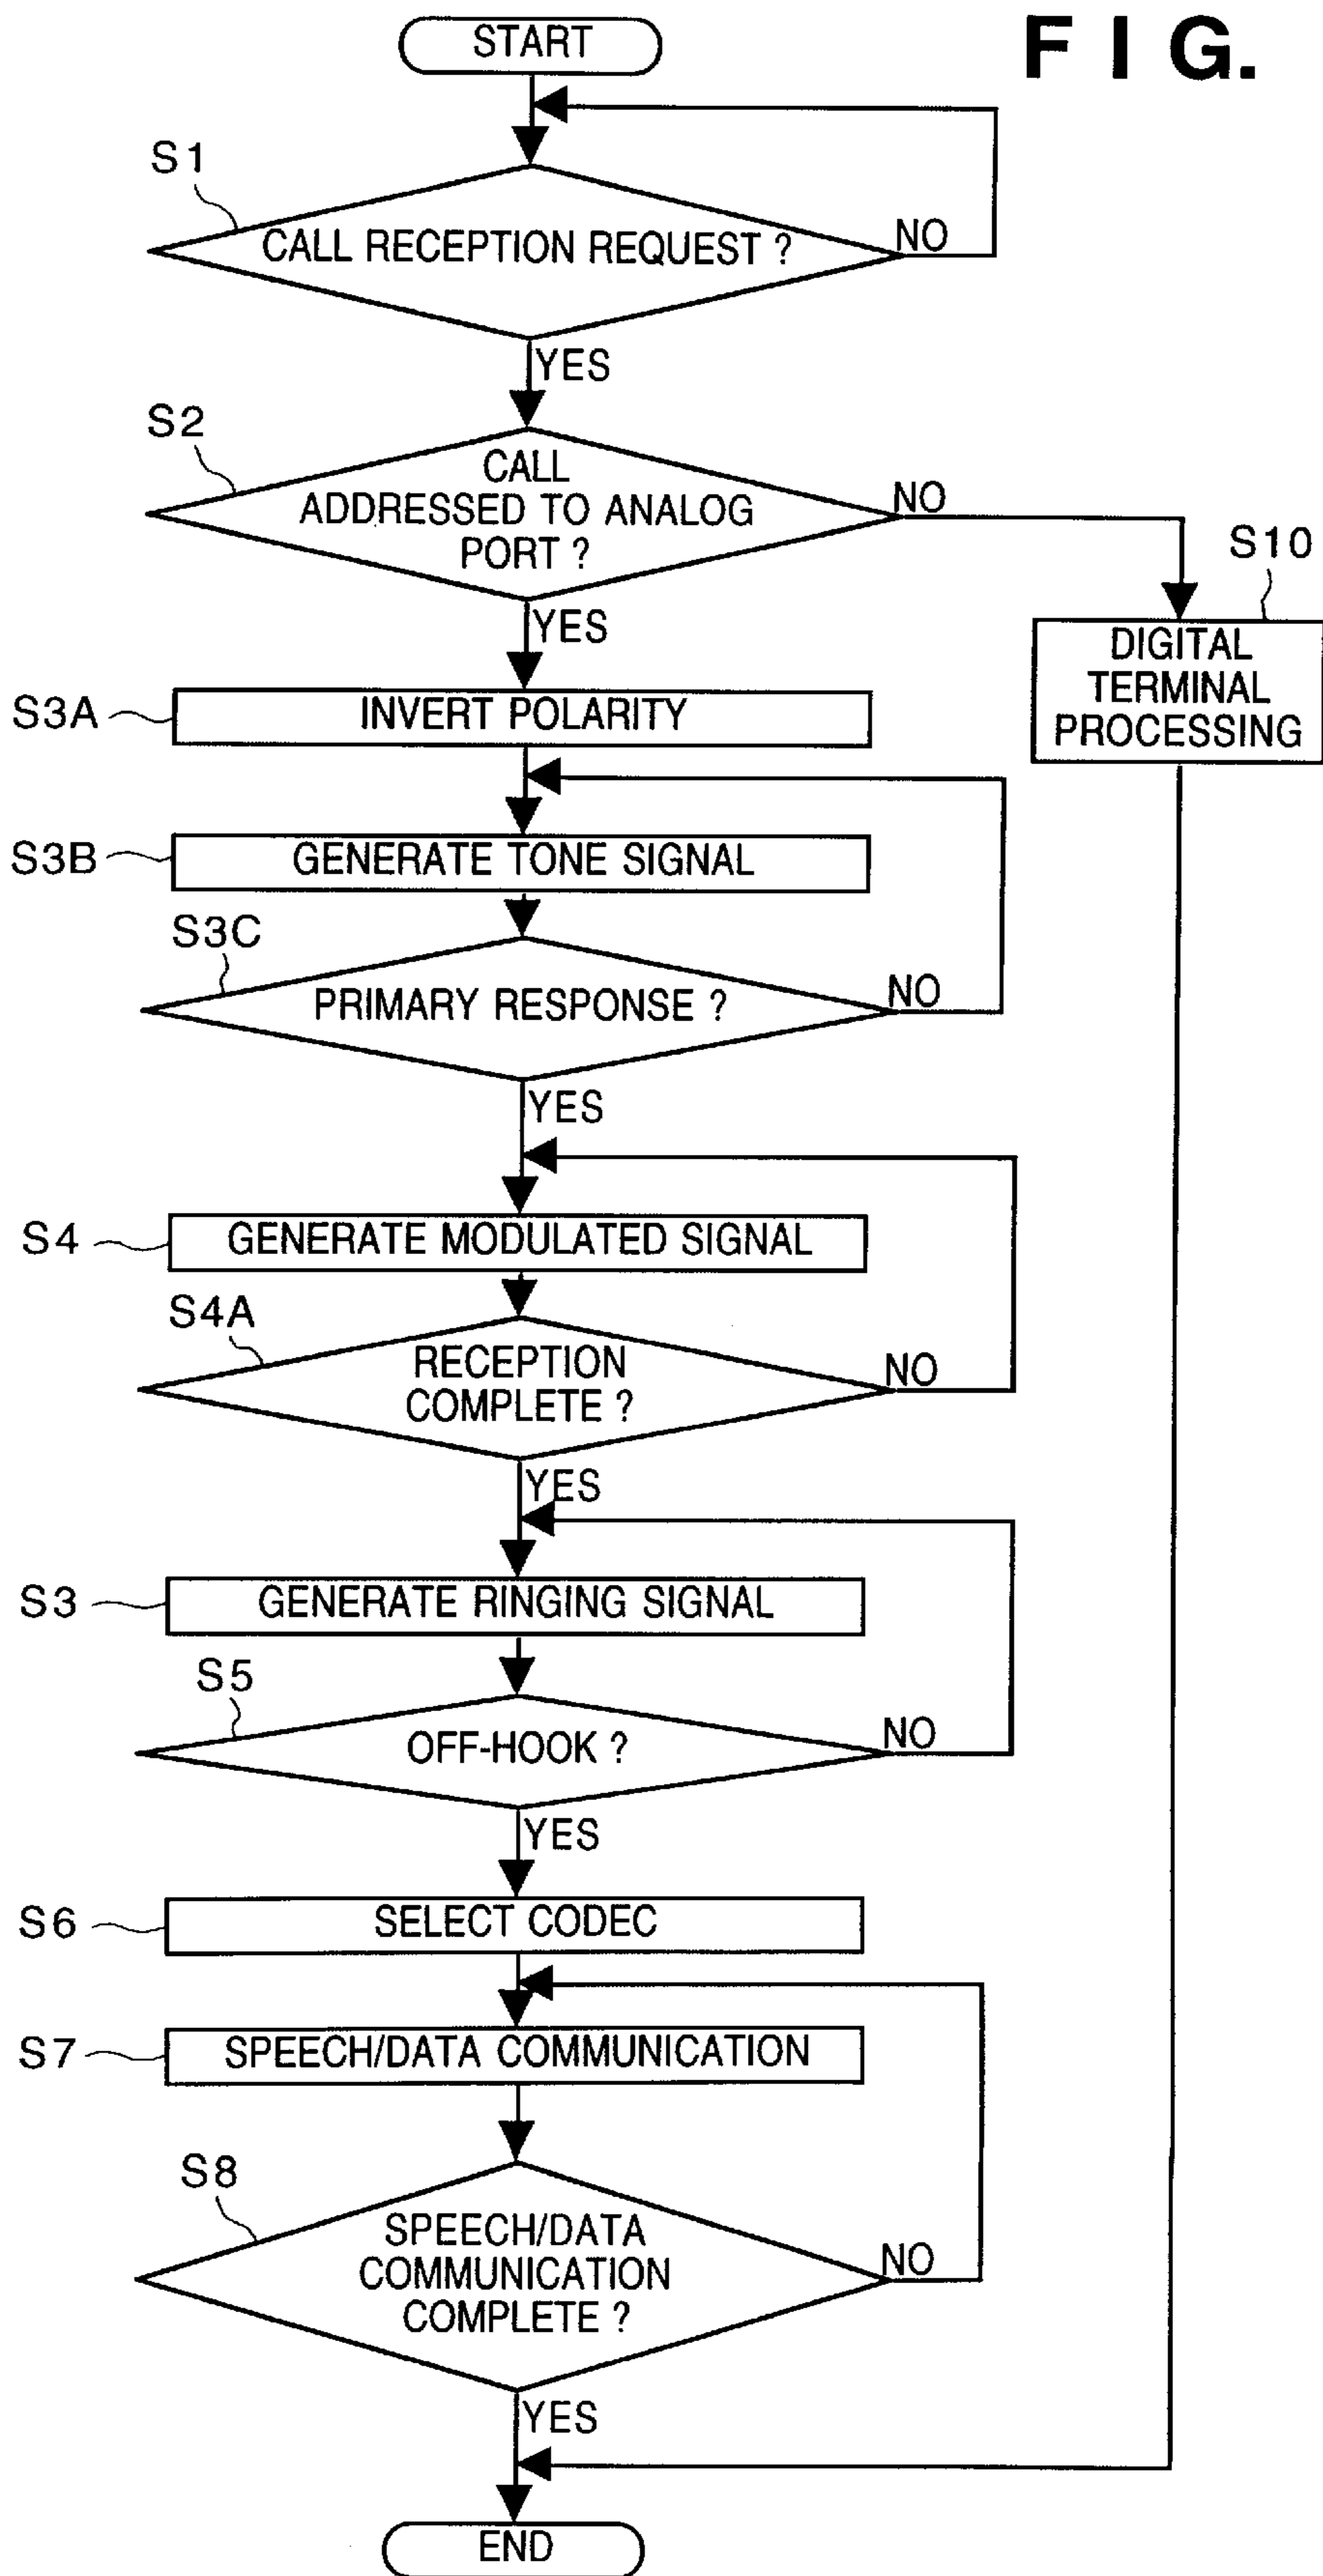 F I G.
START
S1
CALL RECEPTION REQUEST ?
NO
YES
S2
CALL
ADDRESSED TO ANALOG
PORT ?
NO
S10
YES
DIGITAL
TERMINAL
PROCESSING
S3A
INVERT POLARITY
S3B
GENERATE TONE SIGNAL
S3C
PRIMARY RESPONSE ?
NO
YES
S4
GENERATE MODULATED SIGNAL
S4A
RECEPTION
COMPLETE ?
NO
YES
S3
GENERATE RINGING SIGNAL
S5
OFF-HOOK ?
NO
YES
S6
SELECT CODEC
S7
SPEECH/DATA COMMUNICATION
S8
SPEECH/DATA
COMMUNICATION
COMPLETE ?
NO
YES
END